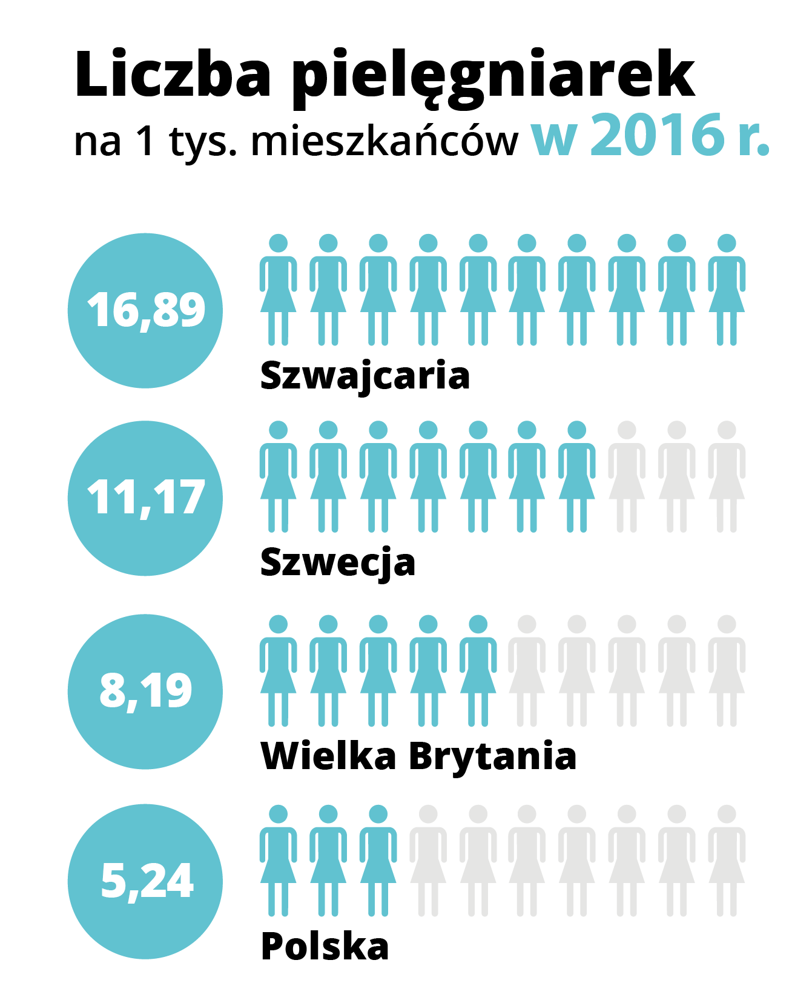 Liczba pielęgniarek
na 1 tys. mieszkańców w 2016 r.
16,89
Szwajcaria
11,17
Szwecja
8,19
Wielka Brytania
5,24
Polska